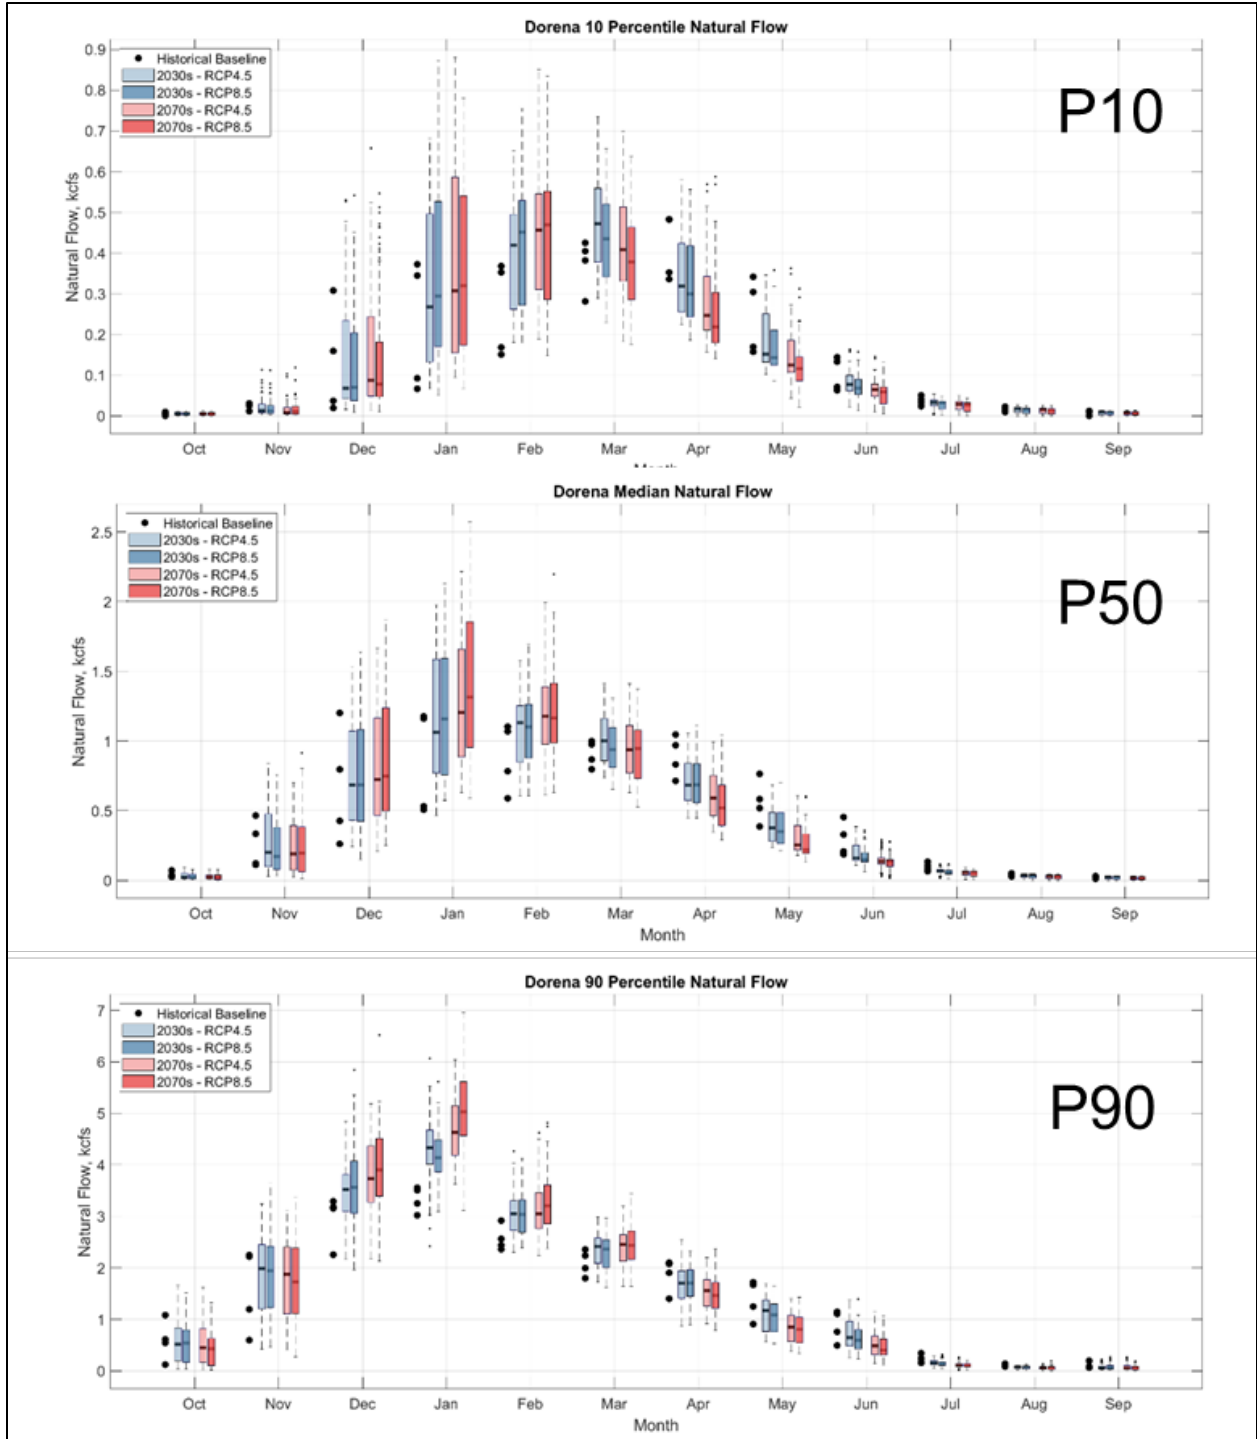 Dorena 10 Percentile Natural Flow
Historical Baseline
2030s - RCP4.5
2030s - RCP8.5
2070s - RCP4.5
2070s - RCP8.5
P10
Natural Flow, kcfs
0.9
0.8
0.7
0.6
0.5
0.4
0.3
0.2
0.1
0
Oct Nov Dec Jan Feb Mar Apr May Jun Jul Aug Sep
Dorena Median Natural Flow
Historical Baseline
2030s - RCP4.5
2030s - RCP8.5
2070s - RCP4.5
2070s - RCP8.5
P50
Natural Flow, kcfs
2.5
2
1.5
1
0.5
0
Oct Nov Dec Jan Feb Mar Apr May Jun Jul Aug Sep
Month
Dorena 90 Percentile Natural Flow
Historical Baseline
2030s - RCP4.5
2030s - RCP8.5
2070s - RCP4.5
2070s - RCP8.5
P90
Natural Flow, kcfs
7
6
5
4
3
2
1
0
Oct Nov Dec Jan Feb Mar Apr May Jun Jul Aug Sep
Month